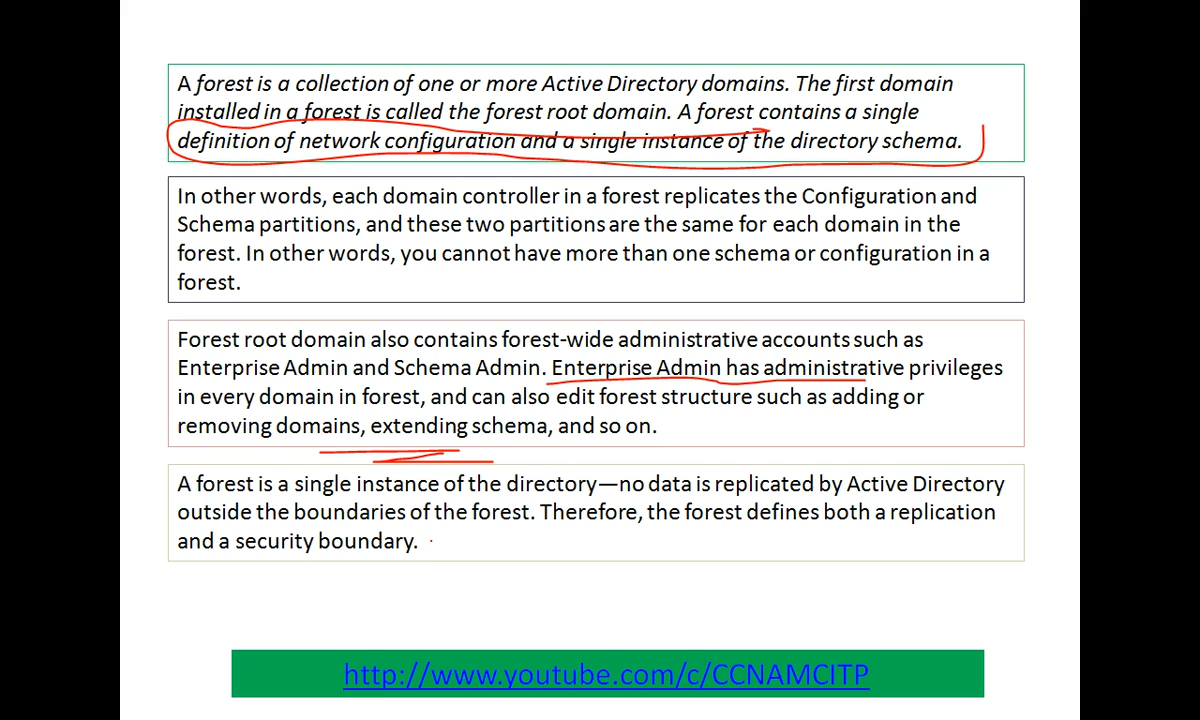 A forest is a collection of one or more Active Directory domains. The first domain
installed in a forest is called the forest root domain. A forest contains a single
definition of network configuration and a single instance of the directory schema.
In other words, each domain controller in a forest replicates the Configuration and
Schema partitions, and these two partitions are the same for each domain in the
forest. In other words, you cannot have more than one schema or configuration in a
forest.
Forest root domain also contains forest-wide administrative accounts such as
Enterprise Admin and Schema Admin. Enterprise Admin has administrative privileges
in every domain in forest, and can also edit forest structure such as adding or
removing domains, extending schema, and so on.
A forest is a single instance of the directory—no data is replicated by Active Directory
outside the boundaries of the forest. Therefore, the forest defines both a replication
and a security boundary.
http://www.youtube.com/c/CCNAMCITP